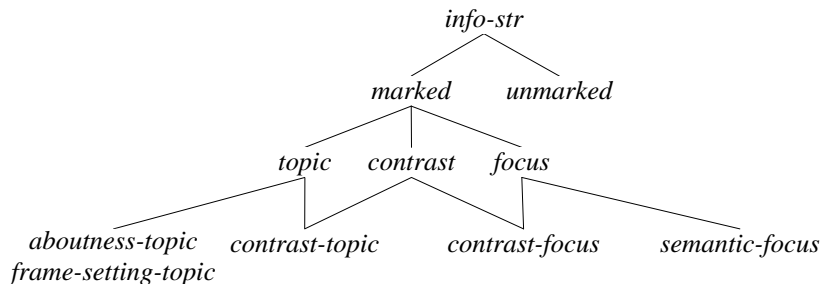 info-str
marked unmarked
topic contrast focus
aboutness-topic contrast-topic contrast-focus semantic-focus
frame-setting-topic